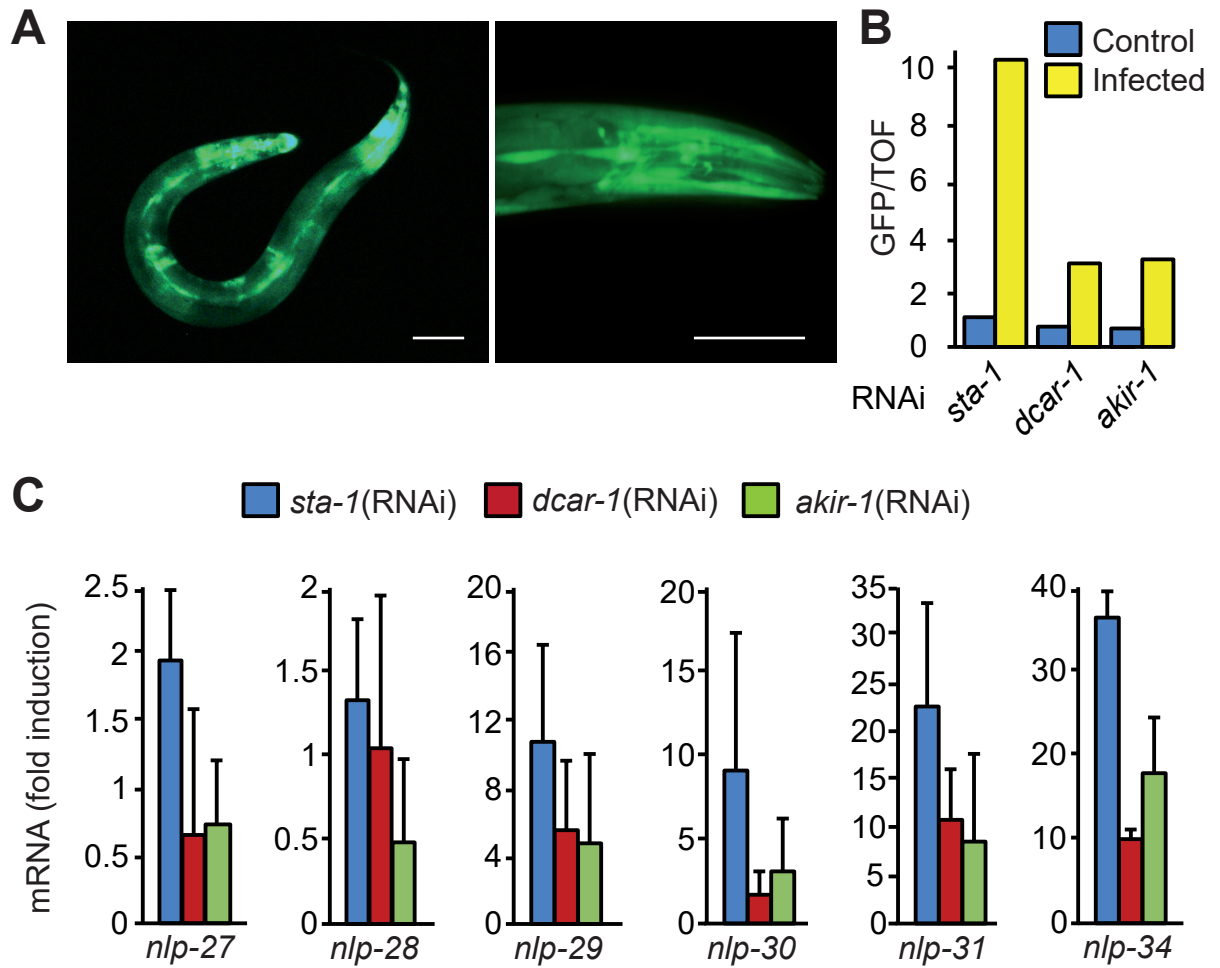 A
B
Control
Infected
10
8
6
4
2
0
GFP/TOF
RNAi
sta-1
dcar-1
akir-1
C
sta-1(RNAi)
dcar-1(RNAi)
akir-1(RNAi)
mRNA (fold induction)
2.5
2
1.5
1
0.5
0
nlp-27
2
1.5
1
0.5
0
nlp-28
20
16
12
8
4
0
nlp-29
20
15
10
5
0
nlp-30
35
30
25
20
15
10
5
0
nlp-31
40
30
20
10
0
nlp-34